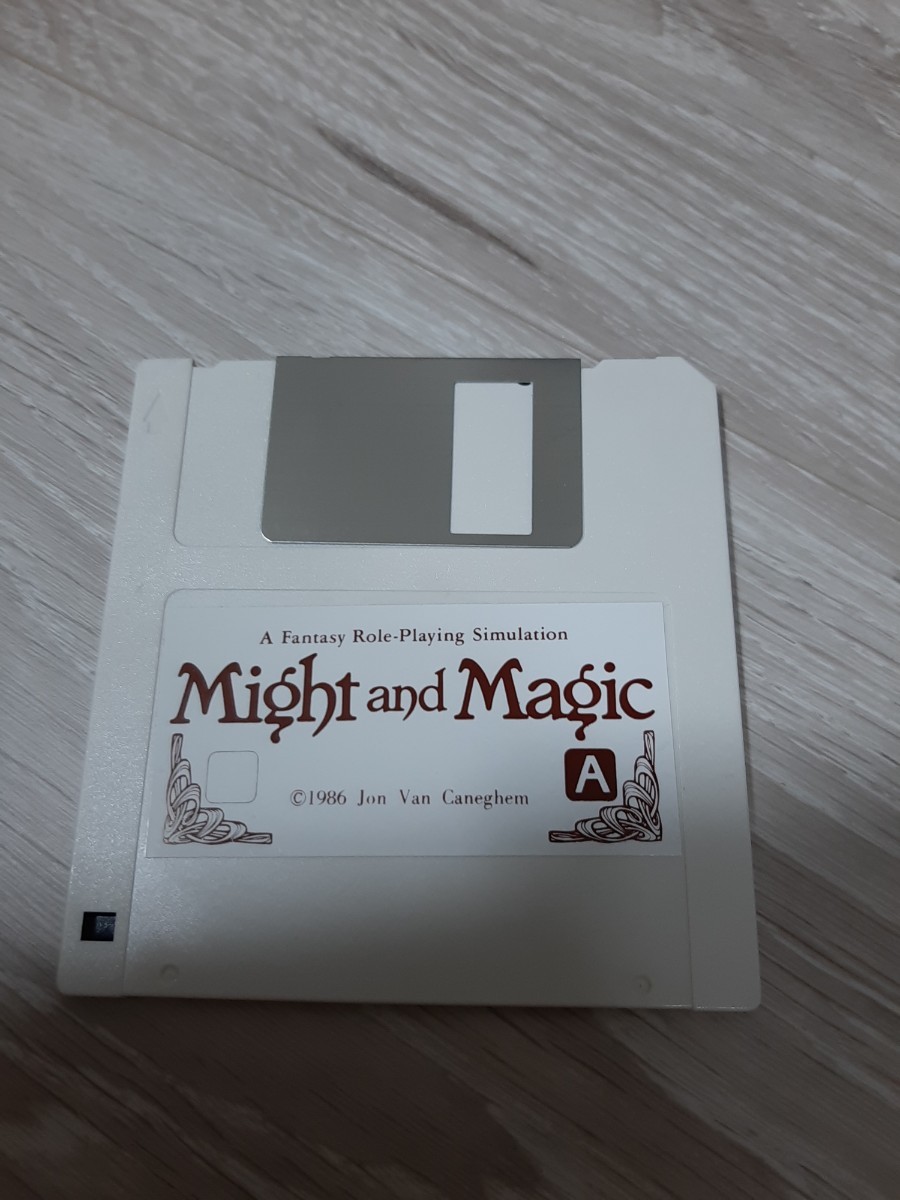 A Fantasy Role-Playing Simulation
Might and Magic
A
©1986 Jon Van Caneghem